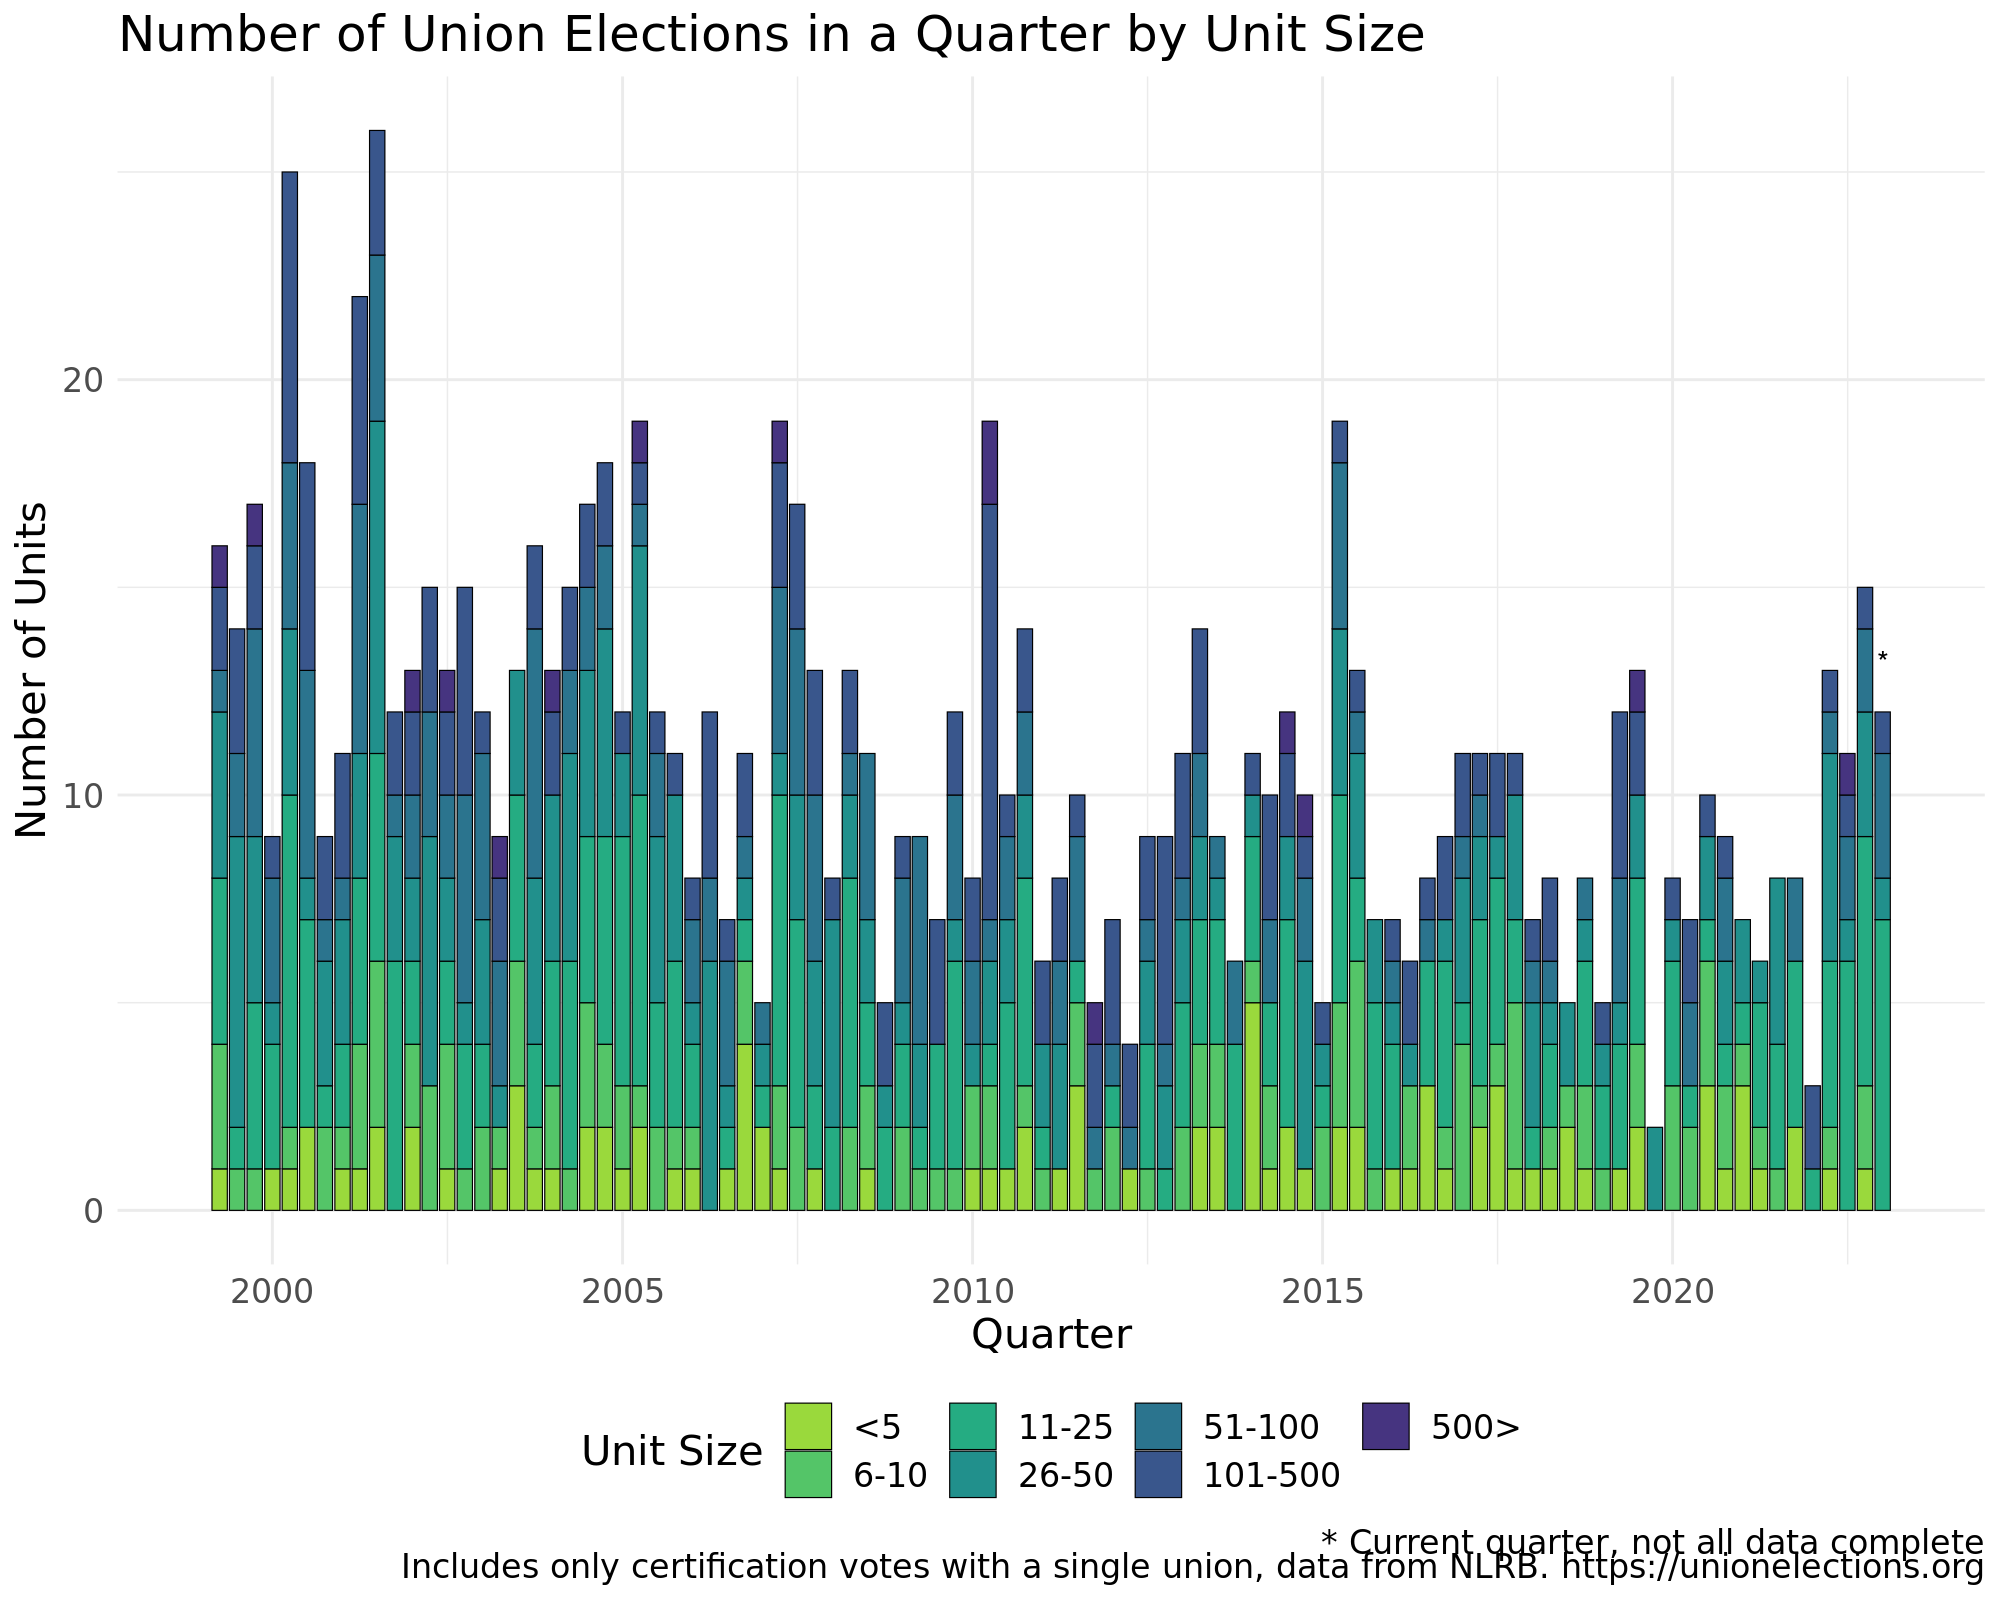 Number of Union Elections in a Quarter by Unit Size
Number of Units
20
10
0
*
2000 2005 2010 2015 2020
Quarter
Unit Size
<5 11-25 51-100 500>
6-10 26-50 101-500
* Current quarter, not all data complete
Includes only certification votes with a single union, data from NLRB. https://unionelections.org